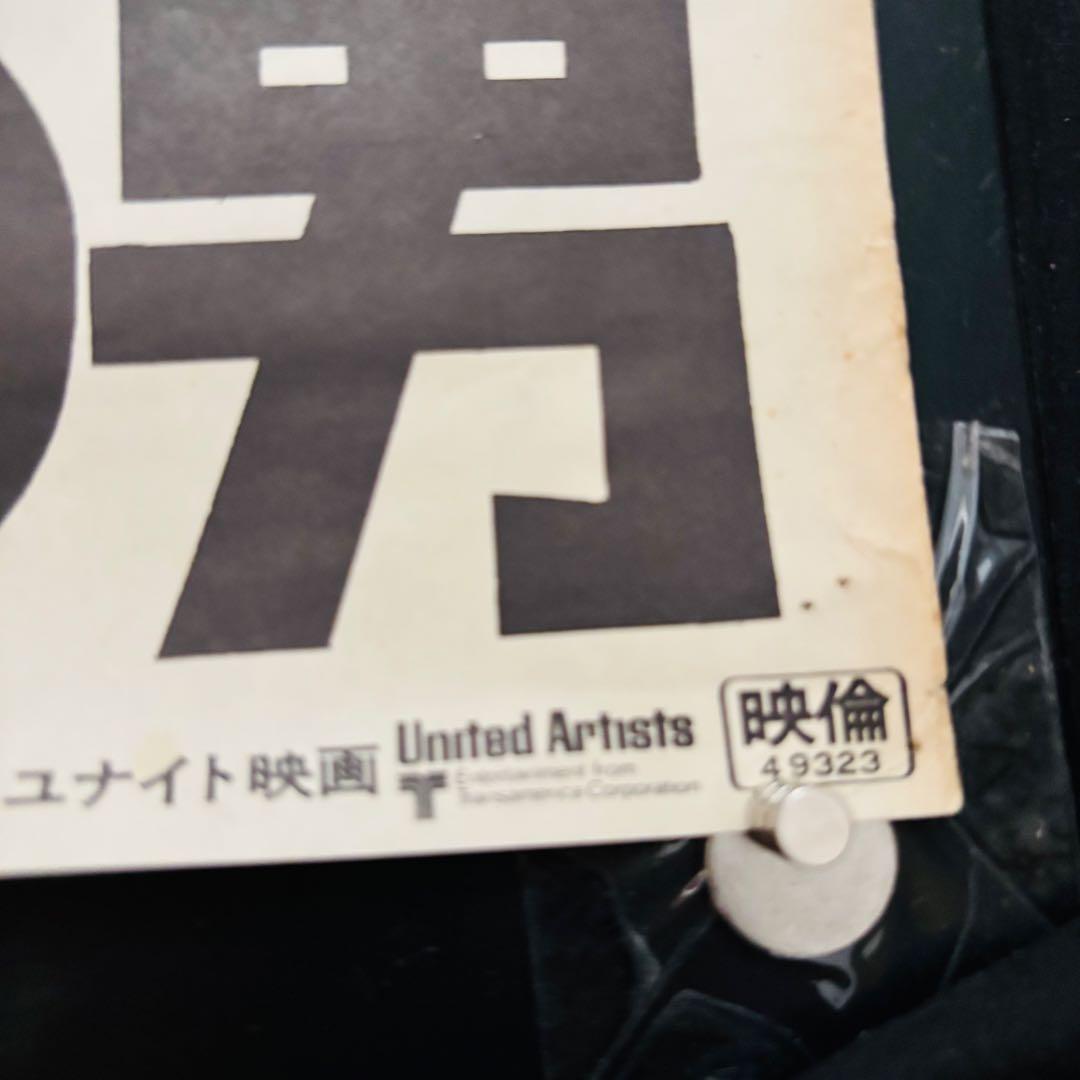 男
ユナイト映画
United Artists
Entertainment from
Transamerica Corporation
映倫
49323